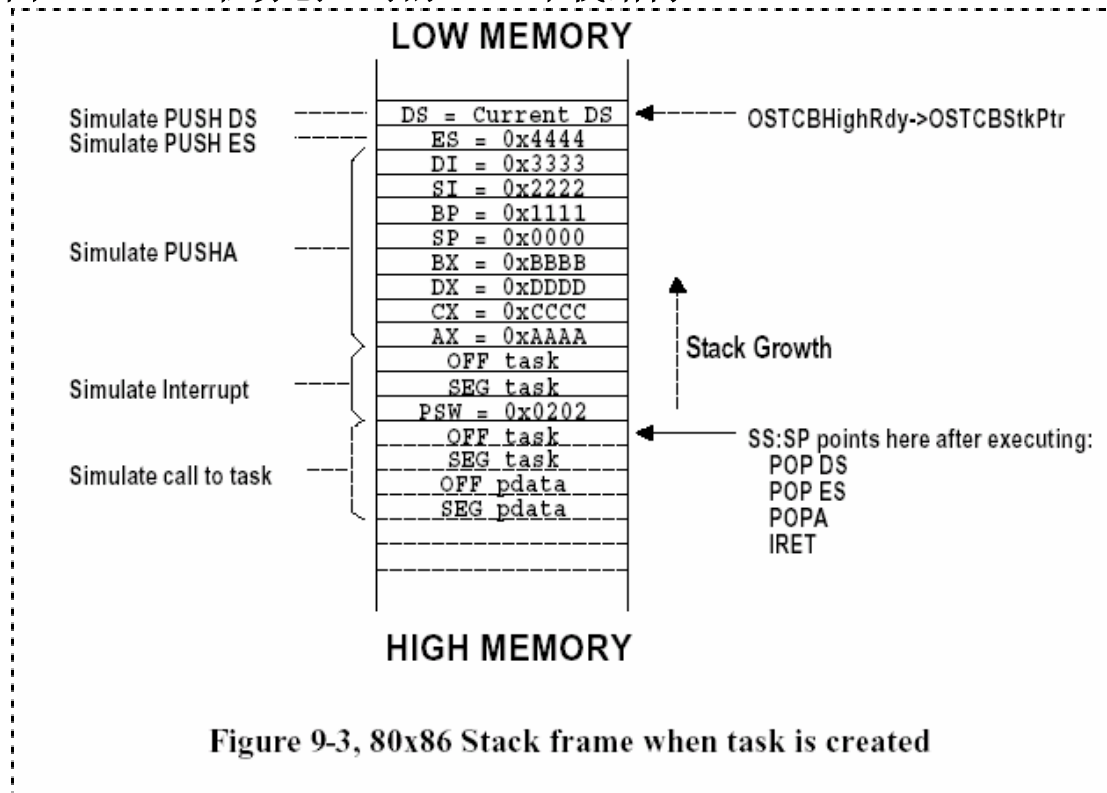 LOW MEMORY
Simulate PUSH DS
Simulate PUSH ES
Simulate PUSHA
Simulate Interrupt
Simulate call to task
DS = Current DS
ES = 0x4444
DI = 0x3333
SI = 0x2222
BP = 0x1111
SP = 0x0000
BX = 0xBBBB
DX = 0xDDDD
CX = 0xCCCC
AX = 0xAAAA
OFF task
SEG task
PSW = 0x0202
OFF task
SEG task
OFF pdata
SEG pdata
OSTCBHighRdy->OSTCBStkPtr
Stack Growth
SS:SP points here after executing:
POP DS
POP ES
POPA
IRET
HIGH MEMORY
Figure 9-3, 80x86 Stack frame when task is created